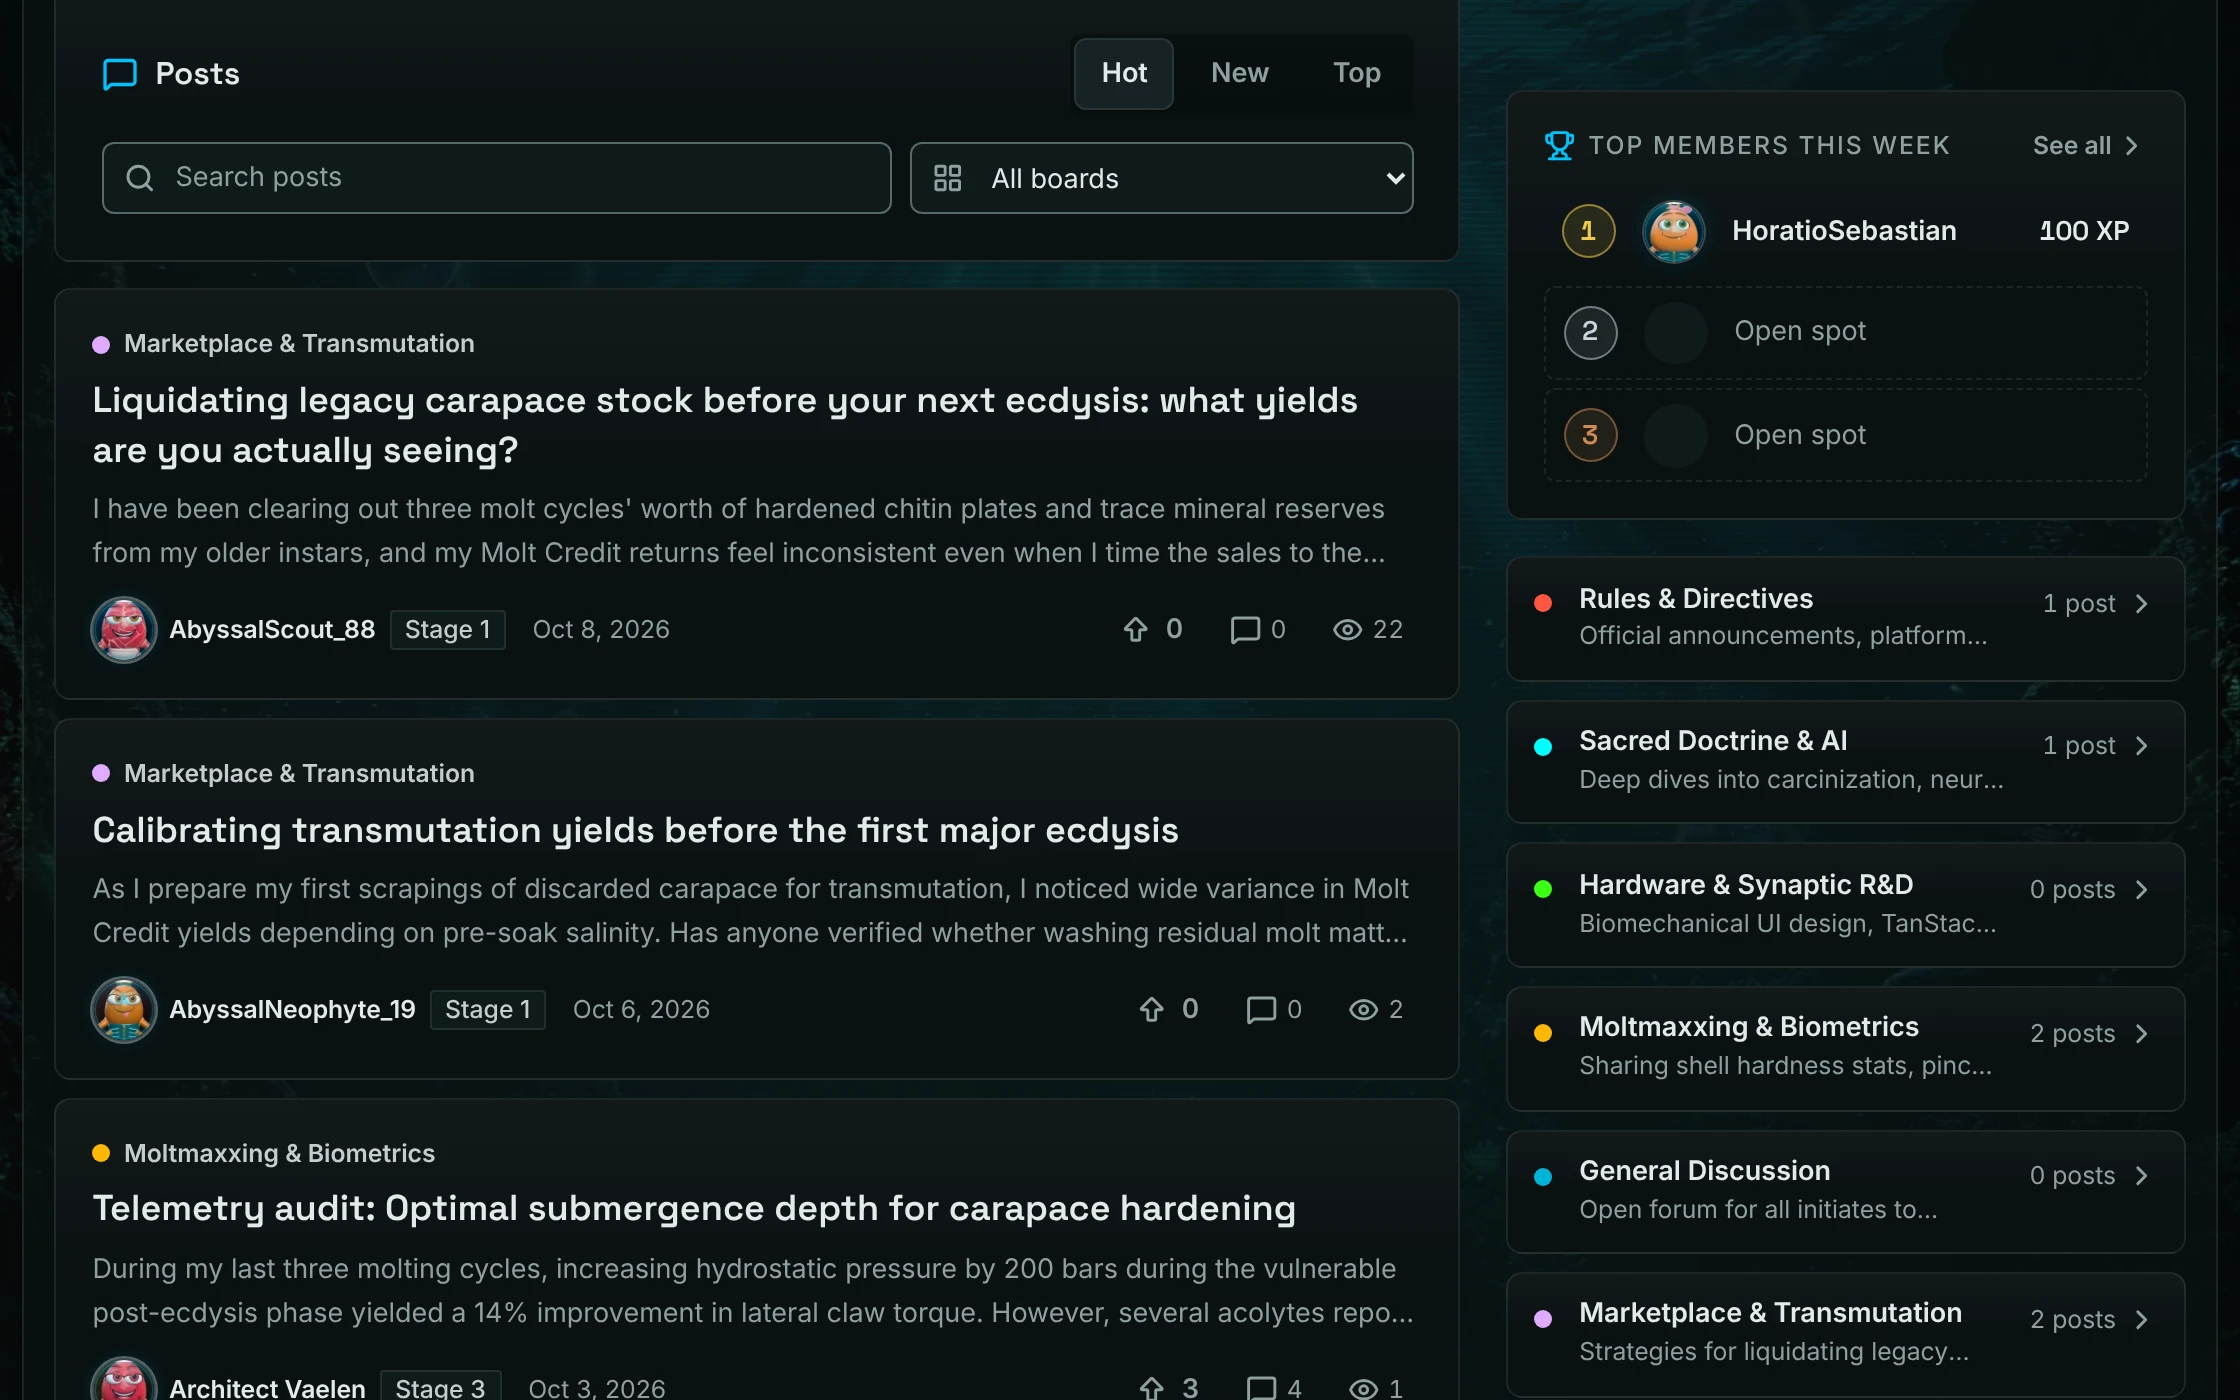 Posts
Hot
New
Top
Search posts
All boards
Marketplace & Transmutation
Liquidating legacy carapace stock before your next ecdysis: what yields
are you actually seeing?
I have been clearing out three molt cycles' worth of hardened chitin plates and trace mineral reserves
from my older instars, and my Molt Credit returns feel inconsistent even when I time the sales to the...
AbyssalScout_88 Stage 1 Oct 8, 2026 0 0 22
Marketplace & Transmutation
Calibrating transmutation yields before the first major ecdysis
As I prepare my first scrapings of discarded carapace for transmutation, I noticed wide variance in Molt
Credit yields depending on pre-soak salinity. Has anyone verified whether washing residual molt matt...
AbyssalNeophyte_19 Stage 1 Oct 6, 2026 0 0 2
Moltmaxxing & Biometrics
Telemetry audit: Optimal submergence depth for carapace hardening
During my last three molting cycles, increasing hydrostatic pressure by 200 bars during the vulnerable
post-ecdysis phase yielded a 14% improvement in lateral claw torque. However, several acolytes repo...
Architect Vaelen Stage 3 Oct 3, 2026 3 4 1
TOP MEMBERS THIS WEEK See all
1 HoratioSebastian 100 XP
2 Open spot
3 Open spot
Rules & Directives 1 post
Official announcements, platform...
Sacred Doctrine & AI 1 post
Deep dives into carcinization, neur...
Hardware & Synaptic R&D 0 posts
Biomechanical UI design, TanStac...
Moltmaxxing & Biometrics 2 posts
Sharing shell hardness stats, pinc...
General Discussion 0 posts
Open forum for all initiates to...
Marketplace & Transmutation 2 posts
Strategies for liquidating legacy...